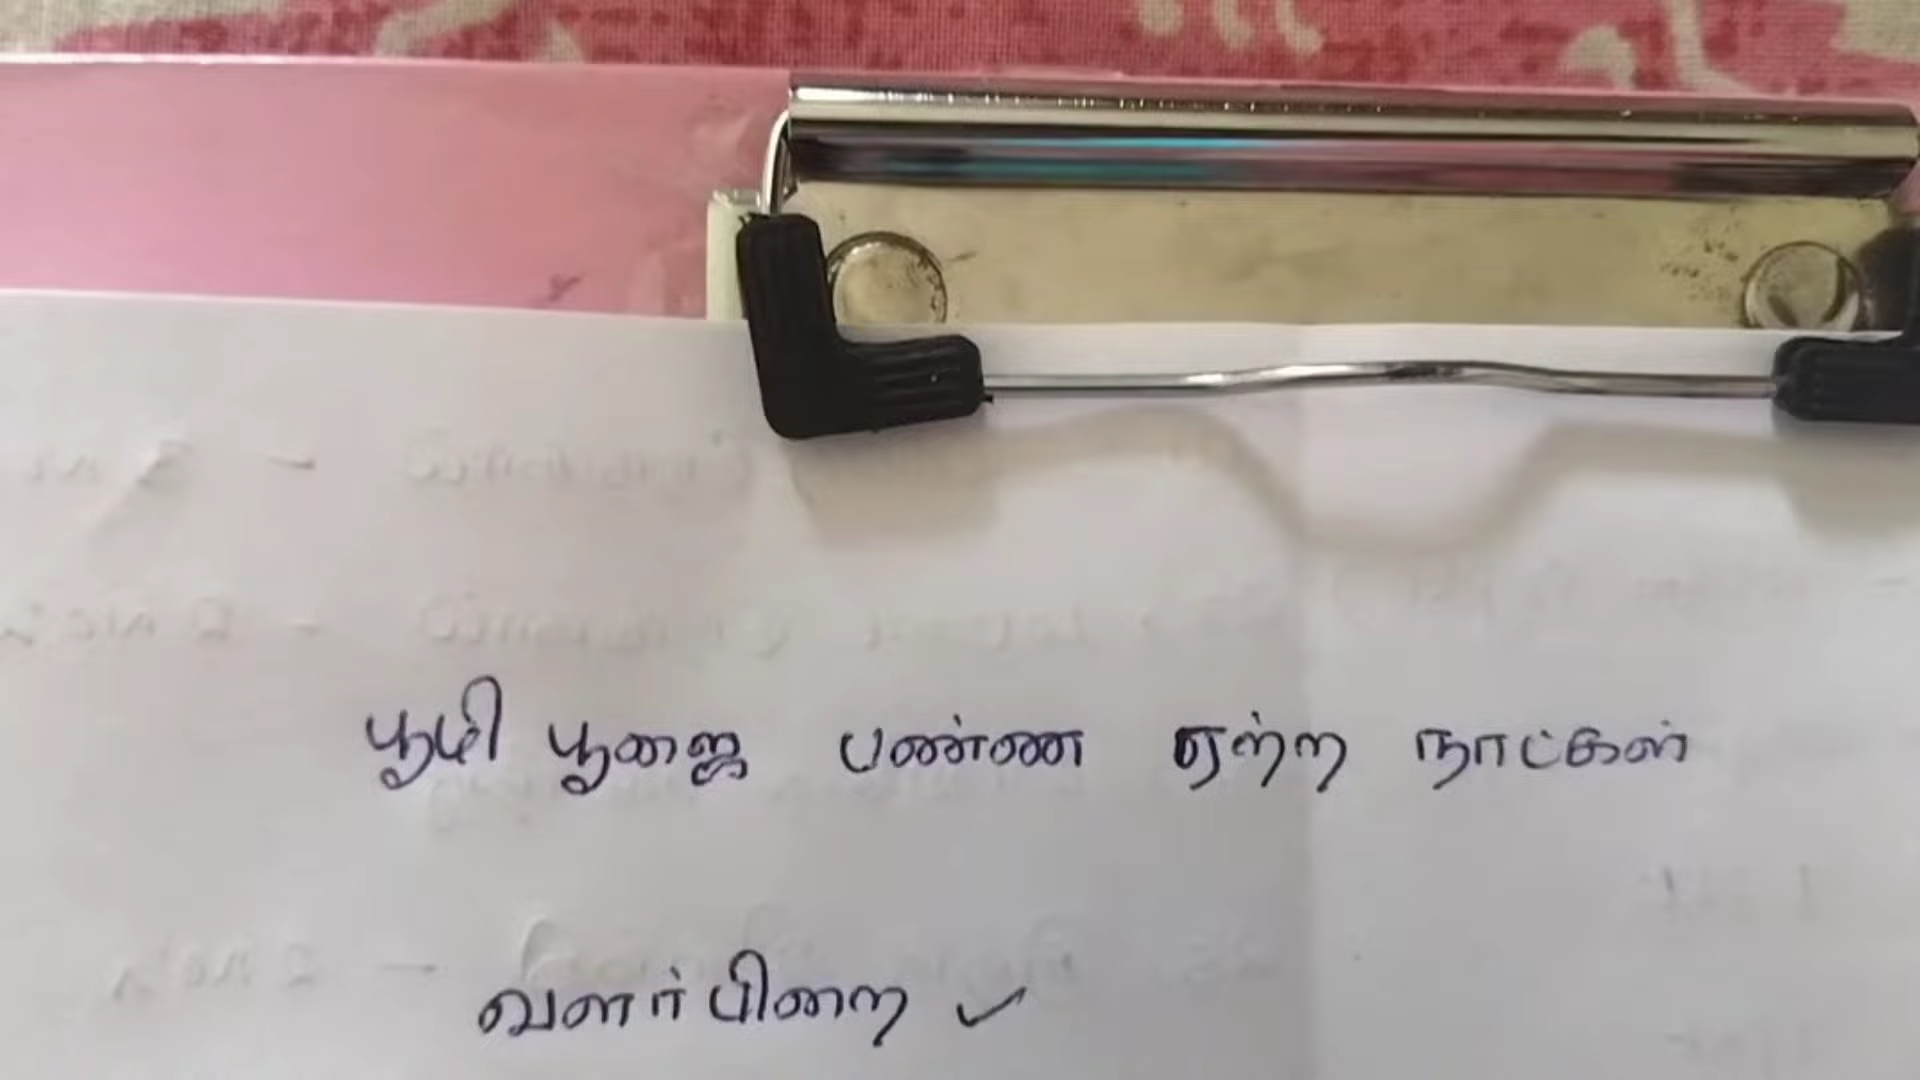 பூமி பூஜை பண்ண ஏற்ற நாட்கள்
வளர்பிறை ✓